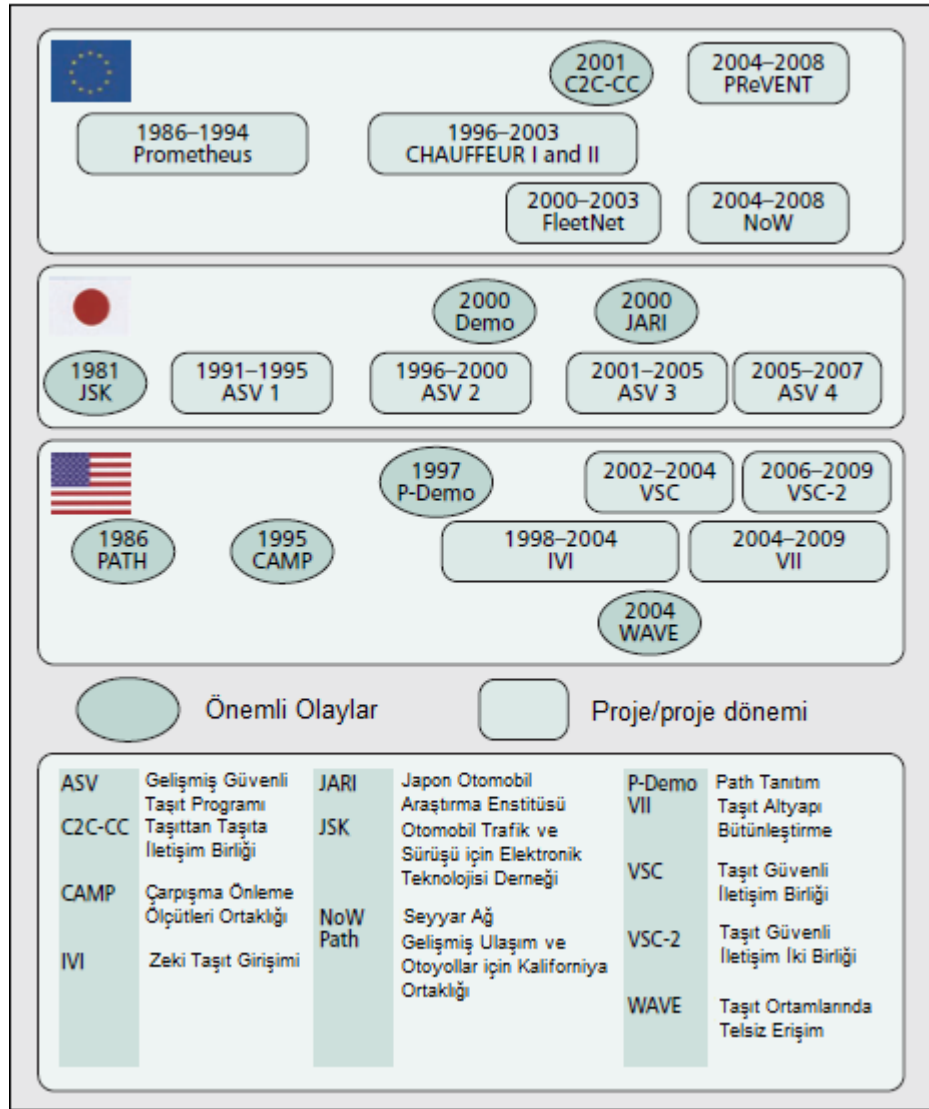 2001
C2C-CC
2004–2008
PReVENT
1986–1994
Prometheus
1996–2003
CHAUFFEUR I and II
2000–2003
FleetNet
2004–2008
NoW
2000
Demo
2000
JARI
1981
JSK
1991–1995
ASV 1
1996–2000
ASV 2
2001–2005
ASV 3
2005–2007
ASV 4
1997
P-Demo
2002–2004
VSC
2006–2009
VSC-2
1986
PATH
1995
CAMP
1998–2004
IVI
2004–2009
VII
2004
WAVE
Önemli Olaylar
Proje/proje dönemi
ASV Gelişmiş Güvenli
Taşıt Programı
C2C-CC Taşıttan Taşıta
İletişim Birliği
CAMP Çarpışma Önleme
Ölçütleri Ortaklığı
IVI Zeki Taşıt Girişimi
JARI Japon Otomobil
Araştırma Enstitüsü
JSK Otomobil Trafik ve
Sürüşü için Elektronik
Teknolojisi Derneği
NoW Seyyar Ağ
Path Gelişmiş Ulaşım ve
Otoyollar için Kaliforniya
Ortaklığı
P-Demo Path Tanıtım
VII Taşıt Altyapı
Bütünleştirme
VSC Taşıt Güvenli
İletişim Birliği
VSC-2 Taşıt Güvenli
İletişim İki Birliği
WAVE Taşıt Ortamlarında
Telsiz Erişim